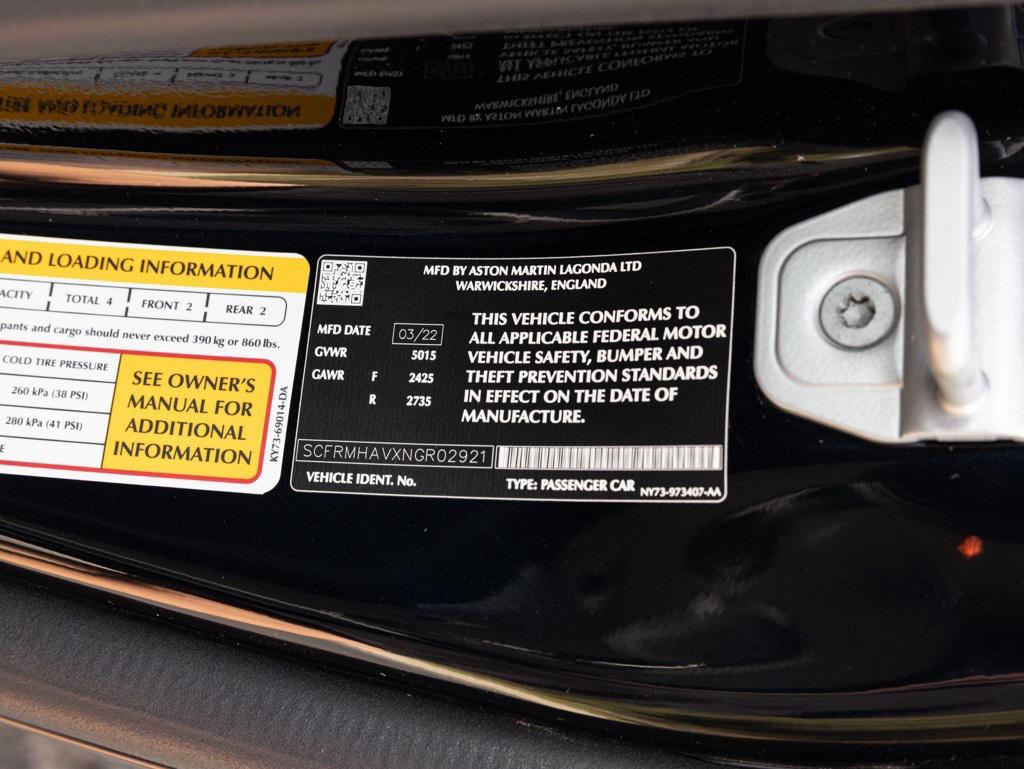 AND LOADING INFORMATION
TOTAL 4 FRONT 2 REAR 2
and cargo should never exceed 390 kg or 860 lbs.
COLD TIRE PRESSURE
260 kPa (38 PSI)
280 kPa (41 PSI)
SEE OWNER'S
MANUAL FOR
ADDITIONAL
INFORMATION
KY73-69014-DA
MFD BY ASTON MARTIN LAGONDA LTD
WARWICKSHIRE, ENGLAND
MFD DATE 03/22
GVWR 5015
GAWR F 2425
R 2735
THIS VEHICLE CONFORMS TO
ALL APPLICABLE FEDERAL MOTOR
VEHICLE SAFETY, BUMPER AND
THEFT PREVENTION STANDARDS
IN EFFECT ON THE DATE OF
MANUFACTURE.
SCFRMHAVXNGR02921
VEHICLE IDENT. No. TYPE: PASSENGER CAR NY73-973407-AA